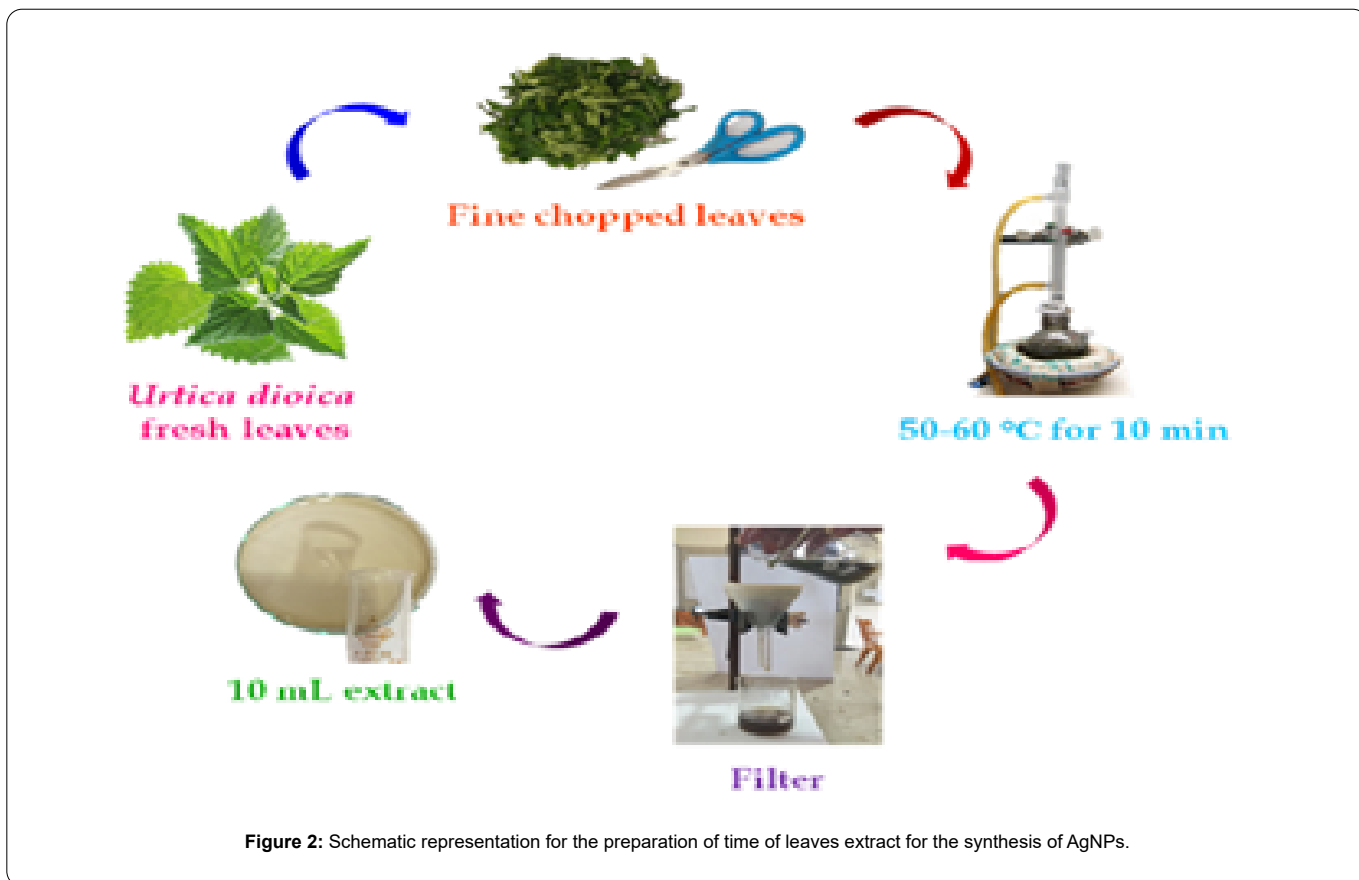 Fine chopped leaves
Urtica dioica
fresh leaves
50-60 °C for 10 min
10 mL extract
Filter
Figure 2: Schematic representation for the preparation of time of leaves extract for the synthesis of AgNPs.